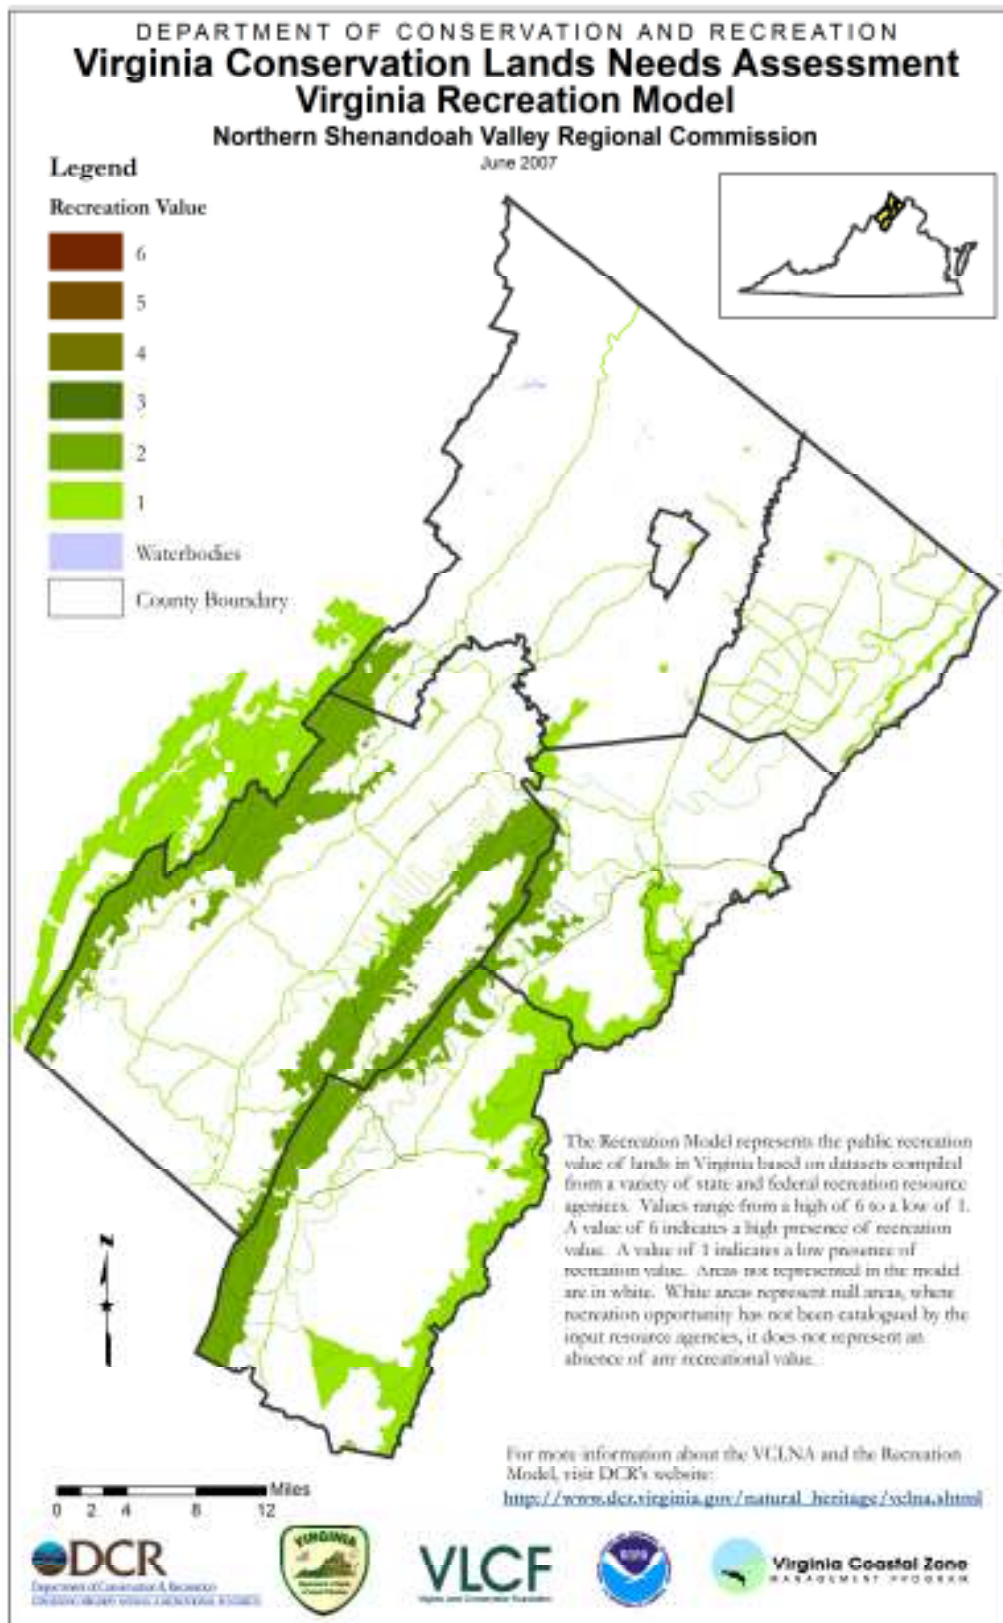 DEPARTMENT OF CONSERVATION AND RECREATION
Virginia Conservation Lands Needs Assessment
Virginia Recreation Model
Northern Shenandoah Valley Regional Commission
June 2007
Legend
Recreation Value
6
5
4
3
2
1
Waterbodies
County Boundary
The Recreation Model represents the public recreation
value of lands in Virginia based on datasets compiled
from a variety of state and federal recreation resource
agencies. Values range from a high of 6 to a low of 1.
A value of 6 indicates a high presence of recreation
value. A value of 1 indicates a low presence of
recreation value. Areas not represented in the model
are in white. White areas represent null areas, where
recreation opportunity has not been catalogued by the
input resource agencies, it does not represent an
absence of any recreational value.
N
For more information about the VCLNA and the Recreation
Model, visit DCR's website:
http://www.dcr.virginia.gov/natural_heritage/vclna.shtml
Miles
0 2 4 8 12
DCR
Department of Conservation & Recreation
VIRGINIA
VLCF
NOAA
Virginia Coastal Zone
MANAGEMENT PROGRAM